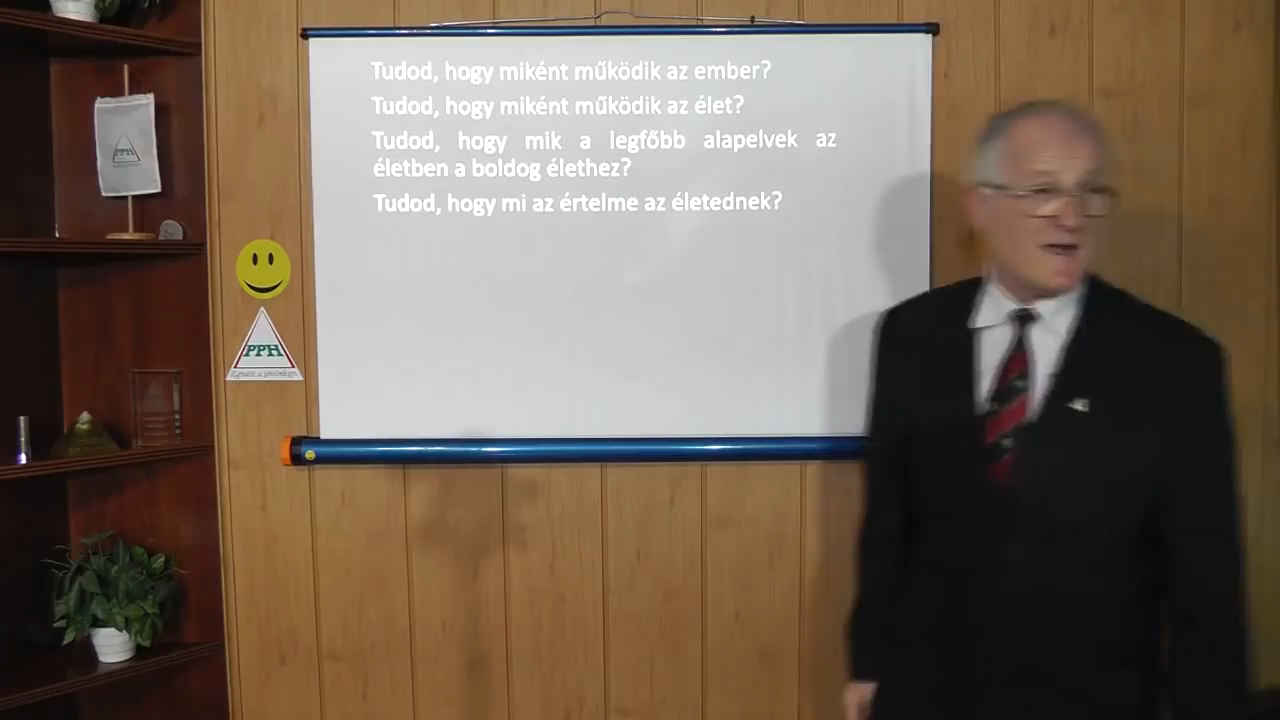 Tudod, hogy miként működik az ember?
Tudod, hogy miként működik az élet?
Tudod, hogy mik a legfőbb alapelvek az
életben a boldog élethez?
Tudod, hogy mi az értelme az életednek?
PPH
PPH